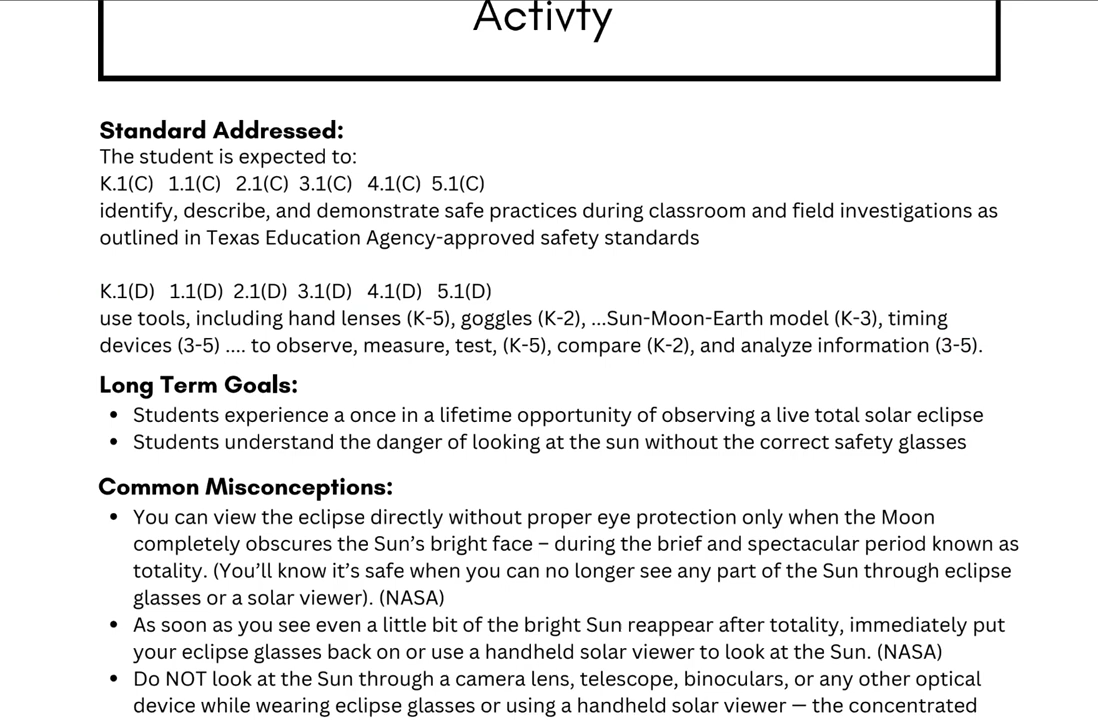 Activty
Standard Addressed:
The student is expected to:
K.1(C) 1.1(C) 2.1(C) 3.1(C) 4.1(C) 5.1(C)
identify, describe, and demonstrate safe practices during classroom and field investigations as
outlined in Texas Education Agency-approved safety standards
K.1(D) 1.1(D) 2.1(D) 3.1(D) 4.1(D) 5.1(D)
use tools, including hand lenses (K-5), goggles (K-2), ...Sun-Moon-Earth model (K-3), timing
devices (3-5) .... to observe, measure, test, (K-5), compare (K-2), and analyze information (3-5).
Long Term Goals:
• Students experience a once in a lifetime opportunity of observing a live total solar eclipse
• Students understand the danger of looking at the sun without the correct safety glasses
Common Misconceptions:
• You can view the eclipse directly without proper eye protection only when the Moon
completely obscures the Sun’s bright face – during the brief and spectacular period known as
totality. (You’ll know it’s safe when you can no longer see any part of the Sun through eclipse
glasses or a solar viewer). (NASA)
• As soon as you see even a little bit of the bright Sun reappear after totality, immediately put
your eclipse glasses back on or use a handheld solar viewer to look at the Sun. (NASA)
• Do NOT look at the Sun through a camera lens, telescope, binoculars, or any other optical
device while wearing eclipse glasses or using a handheld solar viewer — the concentrated